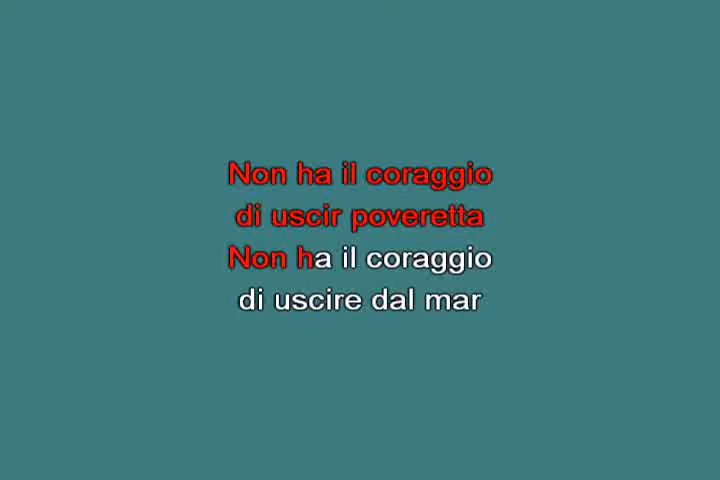 Non ha il coraggio
di uscir poveretta
Non ha il coraggio
di uscire dal mar